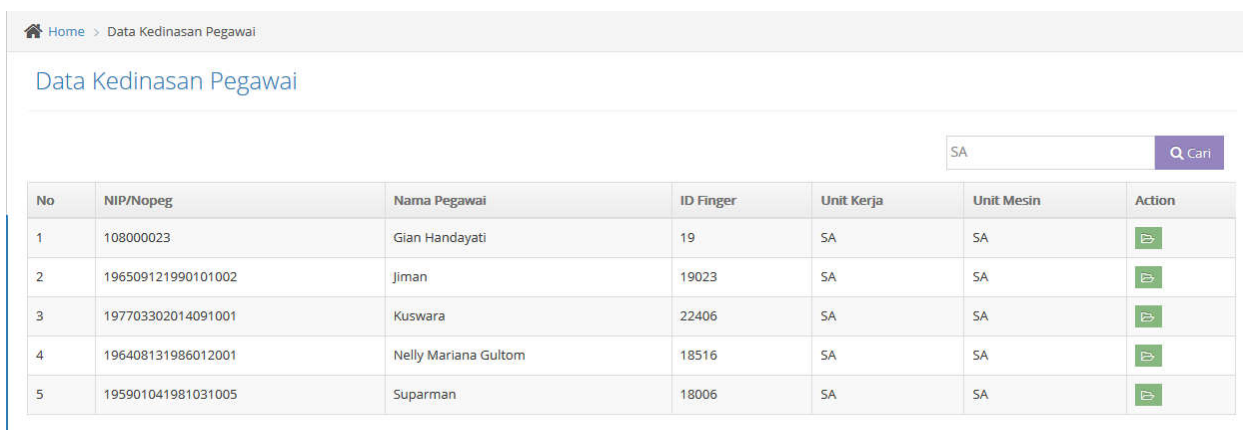 Home > Data Kedinasan Pegawai
Data Kedinasan Pegawai
SA Cari
No NIP/Nopeg Nama Pegawai ID Finger Unit Kerja Unit Mesin Action
1 108000023 Gian Handayati 19 SA SA
2 196509121990101002 Jiman 19023 SA SA
3 197703302014091001 Kuswara 22406 SA SA
4 196408131986012001 Nelly Mariana Gultom 18516 SA SA
5 195901041981031005 Suparman 18006 SA SA